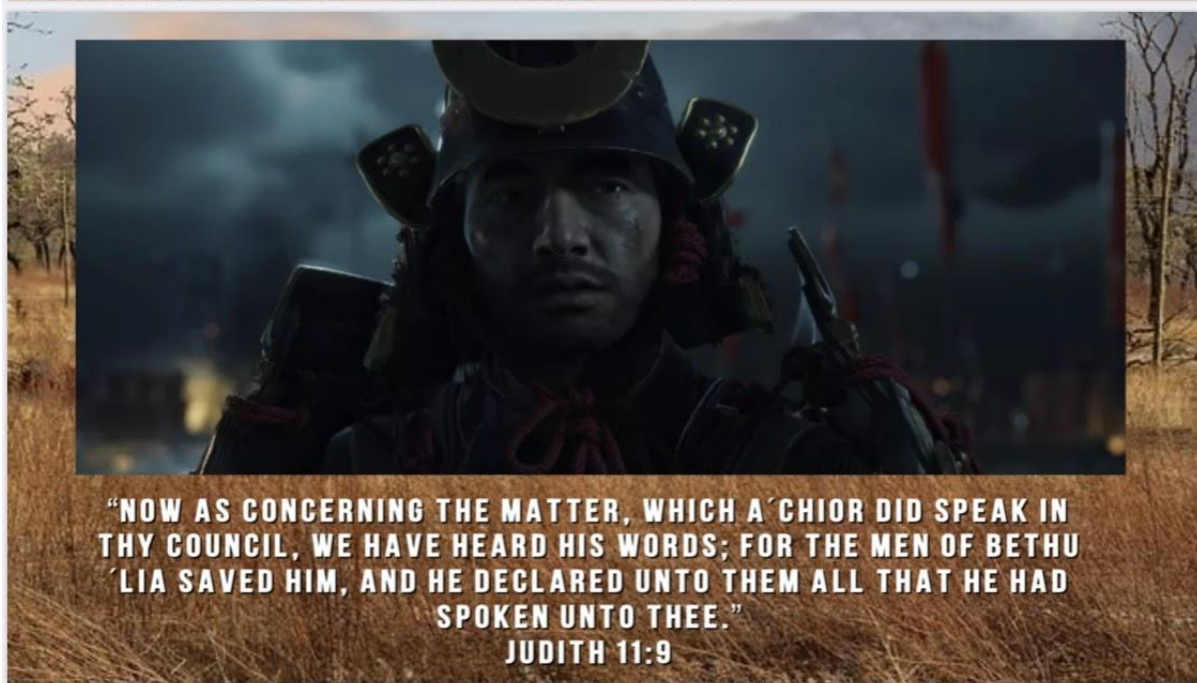 “NOW AS CONCERNING THE MATTER, WHICH A´CHIOR DID SPEAK IN
THY COUNCIL, WE HAVE HEARD HIS WORDS; FOR THE MEN OF BETHU
´LIA SAVED HIM, AND HE DECLARED UNTO THEM ALL THAT HE HAD
SPOKEN UNTO THEE.”
JUDITH 11:9